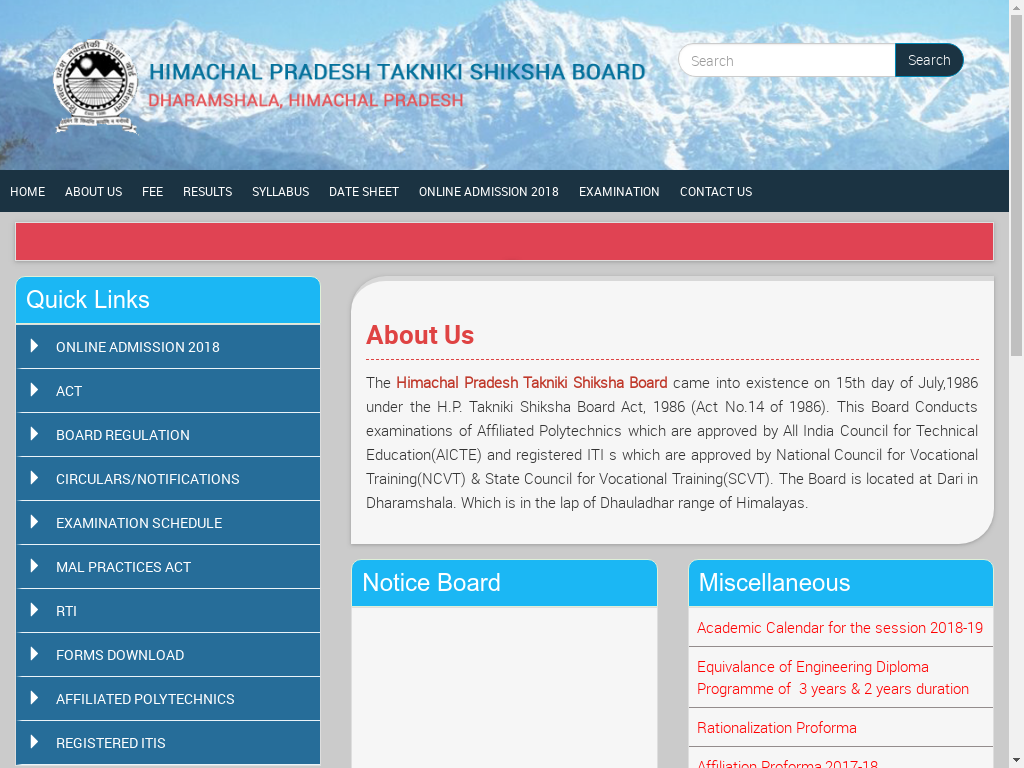 HIMACHAL PRADESH TAKNIKI SHIKSHA BOARD
DHARAMSHALA, HIMACHAL PRADESH
Search
Search
HOME
ABOUT US
FEE
RESULTS
SYLLABUS
DATE SHEET
ONLINE ADMISSION 2018
EXAMINATION
CONTACT US
Quick Links
ONLINE ADMISSION 2018
ACT
BOARD REGULATION
CIRCULARS/NOTIFICATIONS
EXAMINATION SCHEDULE
MAL PRACTICES ACT
RTI
FORMS DOWNLOAD
AFFILIATED POLYTECHNICS
REGISTERED ITIS
About Us
The Himachal Pradesh Takniki Shiksha Board came into existence on 15th day of July,1986
under the H.P. Takniki Shiksha Board Act, 1986 (Act No.14 of 1986). This Board Conducts
examinations of Affiliated Polytechnics which are approved by All India Council for Technical
Education(AICTE) and registered ITI s which are approved by National Council for Vocational
Training(NCVT) & State Council for Vocational Training(SCVT). The Board is located at Dari in
Dharamshala. Which is in the lap of Dhauladhar range of Himalayas.
Notice Board
Miscellaneous
Academic Calendar for the session 2018-19
Equivalance of Engineering Diploma
Programme of  3 years & 2 years duration
Rationalization Proforma
Affiliation Proforma 2017-18